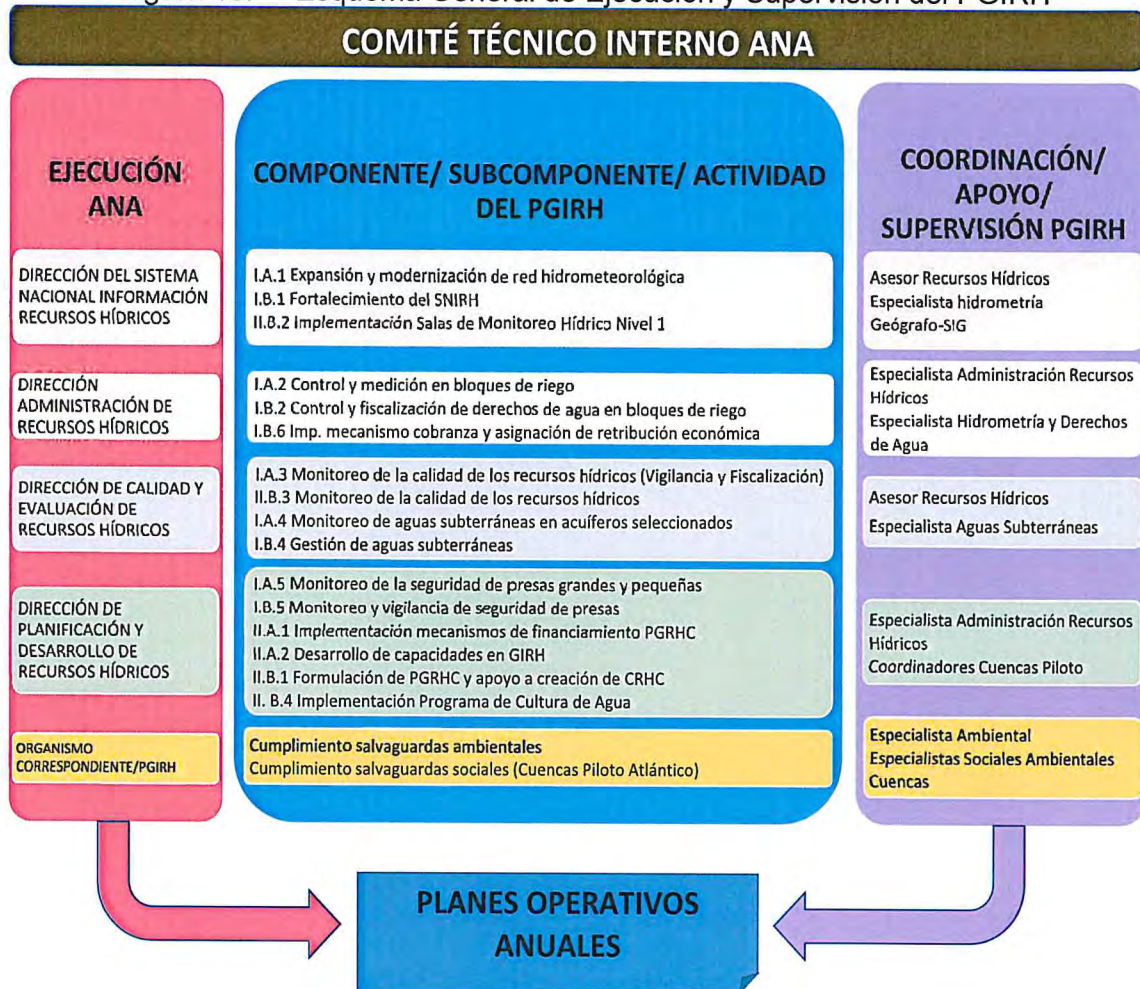 Esquema General de Ejecución y Supervisión del PGIRH
COMITÉ TÉCNICO INTERNO ANA
EJECUCIÓN
ANA
COMPONENTE/ SUBCOMPONENTE/ ACTIVIDAD
DEL PGIRH
COORDINACIÓN/
APOYO/
SUPERVISIÓN PGIRH
DIRECCIÓN DEL SISTEMA
NACIONAL INFORMACIÓN
RECURSOS HÍDRICOS
I.A.1 Expansión y modernización de red hidrometeorológica
I.B.1 Fortalecimiento del SNIRH
II.B.2 Implementación Salas de Monitoreo Hídrico Nivel 1
Asesor Recursos Hídricos
Especialista hidrometría
Geógrafo-SIG
DIRECCIÓN
ADMINISTRACIÓN DE
RECURSOS HÍDRICOS
I.A.2 Control y medición en bloques de riego
I.B.2 Control y fiscalización de derechos de agua en bloques de riego
I.B.6 Imp. mecanismo cobranza y asignación de retribución económica
Especialista Administración Recursos
Hídricos
Especialista Hidrometría y Derechos
de Agua
DIRECCIÓN DE CALIDAD Y
EVALUACIÓN DE
RECURSOS HÍDRICOS
I.A.3 Monitoreo de la calidad de los recursos hídricos (Vigilancia y Fiscalización)
II.B.3 Monitoreo de la calidad de los recursos hídricos
I.A.4 Monitoreo de aguas subterráneas en acuíferos seleccionados
I.B.4 Gestión de aguas subterráneas
Asesor Recursos Hídricos
Especialista Aguas Subterráneas
DIRECCIÓN DE
PLANIFICACIÓN Y
DESARROLLO DE
RECURSOS HÍDRICOS
I.A.5 Monitoreo de la seguridad de presas grandes y pequeñas
I.B.5 Monitoreo y vigilancia de seguridad de presas
II.A.1 Implementación mecanismos de financiamiento PGRHC
II.A.2 Desarrollo de capacidades en GIRH
II.B.1 Formulación de PGRHC y apoyo a creación de CRHC
II. B.4 Implementación Programa de Cultura de Agua
Especialista Administración Recursos
Hídricos
Coordinadores Cuencas Piloto
ORGANISMO
CORRESPONDIENTE/PGIRH
Cumplimiento salvaguardas ambientales
Cumplimiento salvaguardas sociales (Cuencas Piloto Atlántico)
Especialista Ambiental
Especialistas Sociales Ambientales
Cuencas
PLANES OPERATIVOS
ANUALES